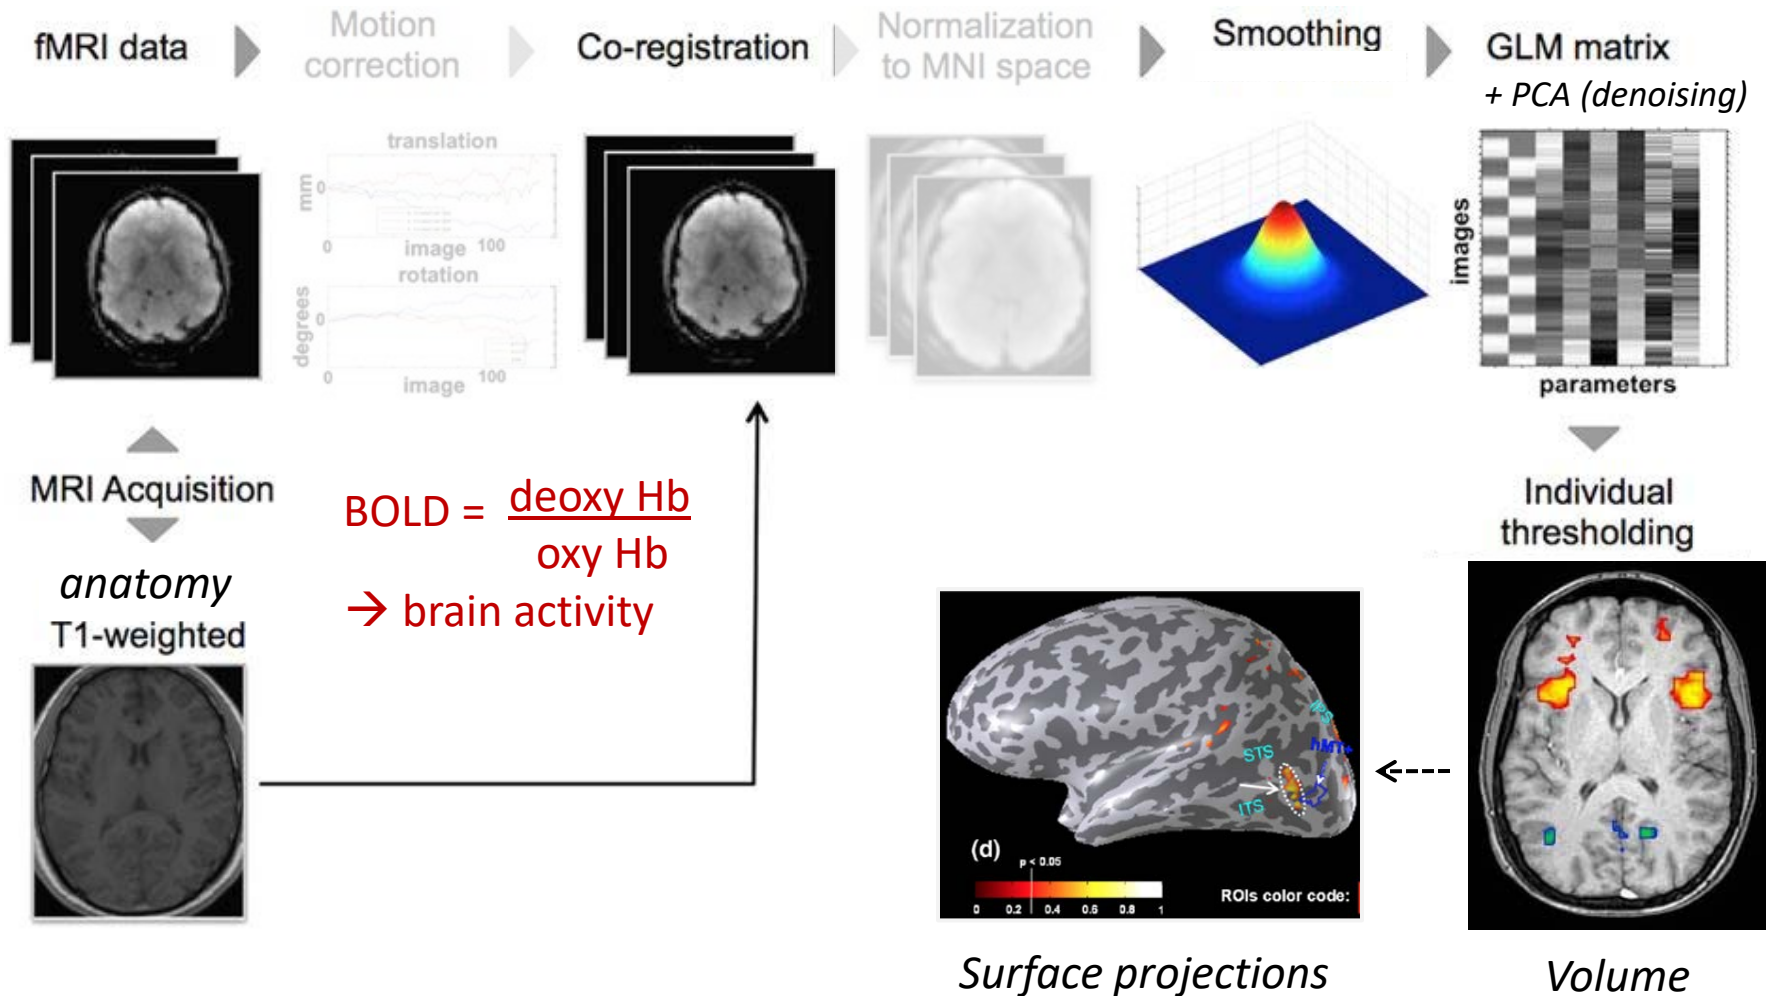 fMRI data
Motion
correction
Co-registration
Normalization
to MNI space
Smoothing
GLM matrix
+ PCA (denoising)
translation
mm
0
0
image
100
rotation
degrees
0
0
image
100
images
parameters
MRI Acquisition
anatomy
T1-weighted
BOLD = deoxy Hb
oxy Hb
→ brain activity
Individual
thresholding
IPS
STS
hMT+
ITS
(d)
p < 0.05
0 0.2 0.4 0.6 0.8 1
ROIs color code:
Surface projections
Volume